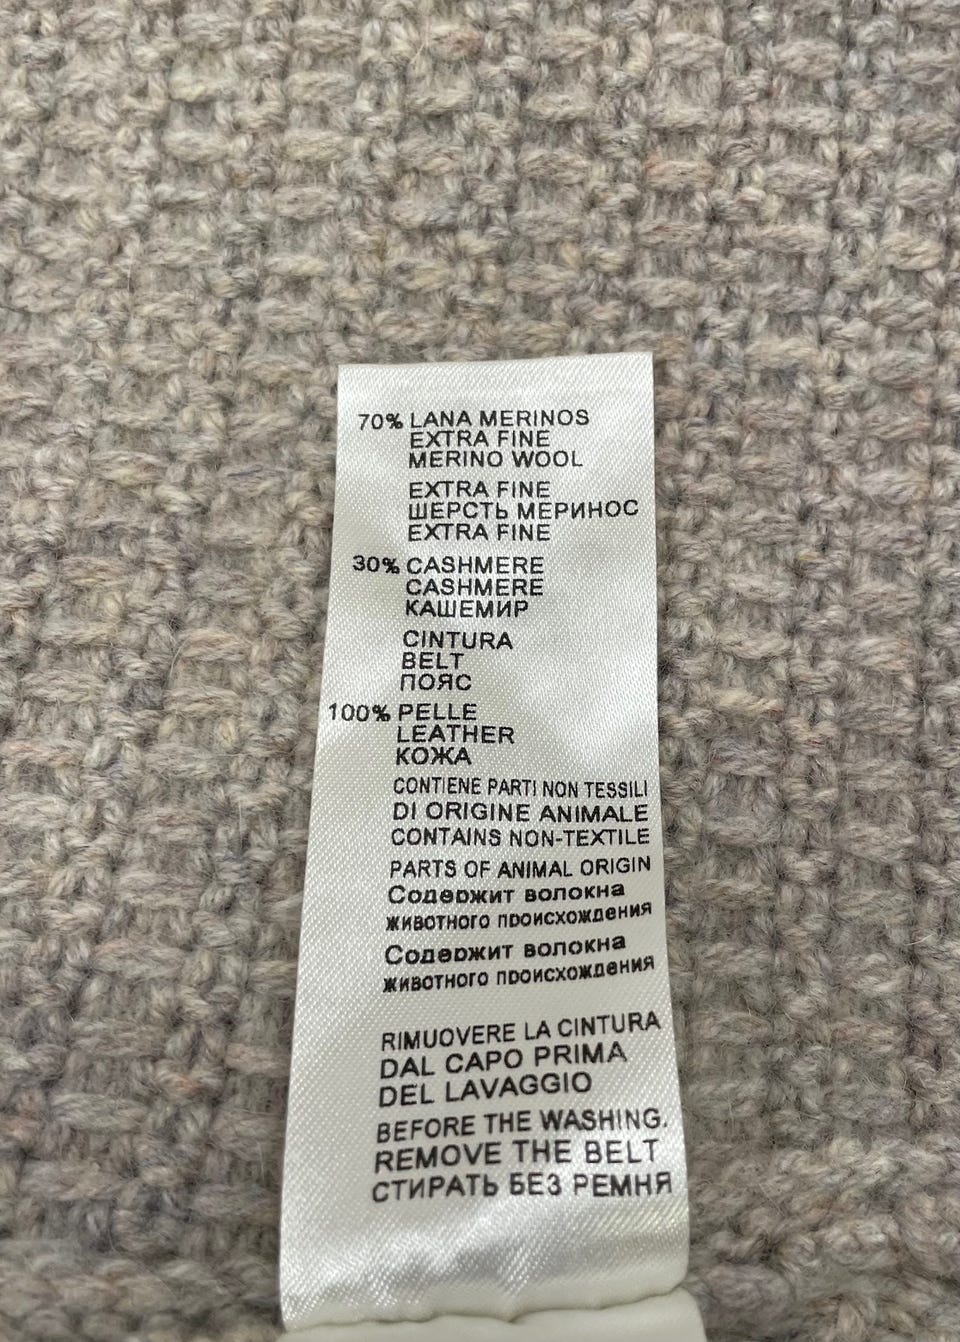 70% LANA MERINOS
EXTRA FINE
MERINO WOOL
EXTRA FINE
ШЕРСТЬ МЕРИНОС
EXTRA FINE
30% CASHMERE
CASHMERE
КАШЕМИР
CINTURA
BELT
ПОЯС
100% PELLE
LEATHER
КОЖА
CONTIENE PARTI NON TESSILI
DI ORIGINE ANIMALE
CONTAINS NON-TEXTILE
PARTS OF ANIMAL ORIGIN
Содержит волокна
животного происхождения
Содержит волокна
животного происхождения
RIMUOVERE LA CINTURA
DAL CAPO PRIMA
DEL LAVAGGIO
BEFORE THE WASHING.
REMOVE THE BELT
СТИРАТЬ БЕЗ РЕМНЯ